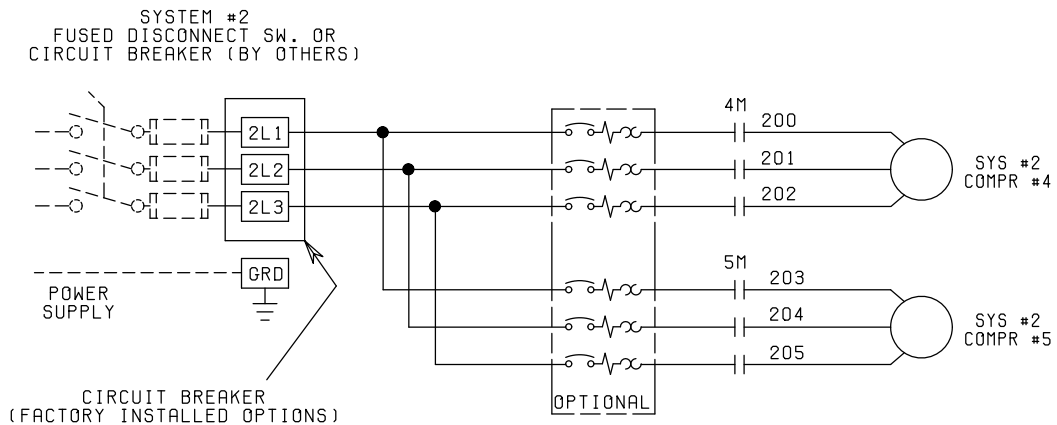 SYSTEM #2
FUSED DISCONNECT SW. OR
CIRCUIT BREAKER (BY OTHERS)
2L1
2L2
2L3
GRD
POWER
SUPPLY
CIRCUIT BREAKER
(FACTORY INSTALLED OPTIONS)
OPTIONAL
4M
200
201
202
SYS #2
COMPR #4
5M
203
204
205
SYS #2
COMPR #5